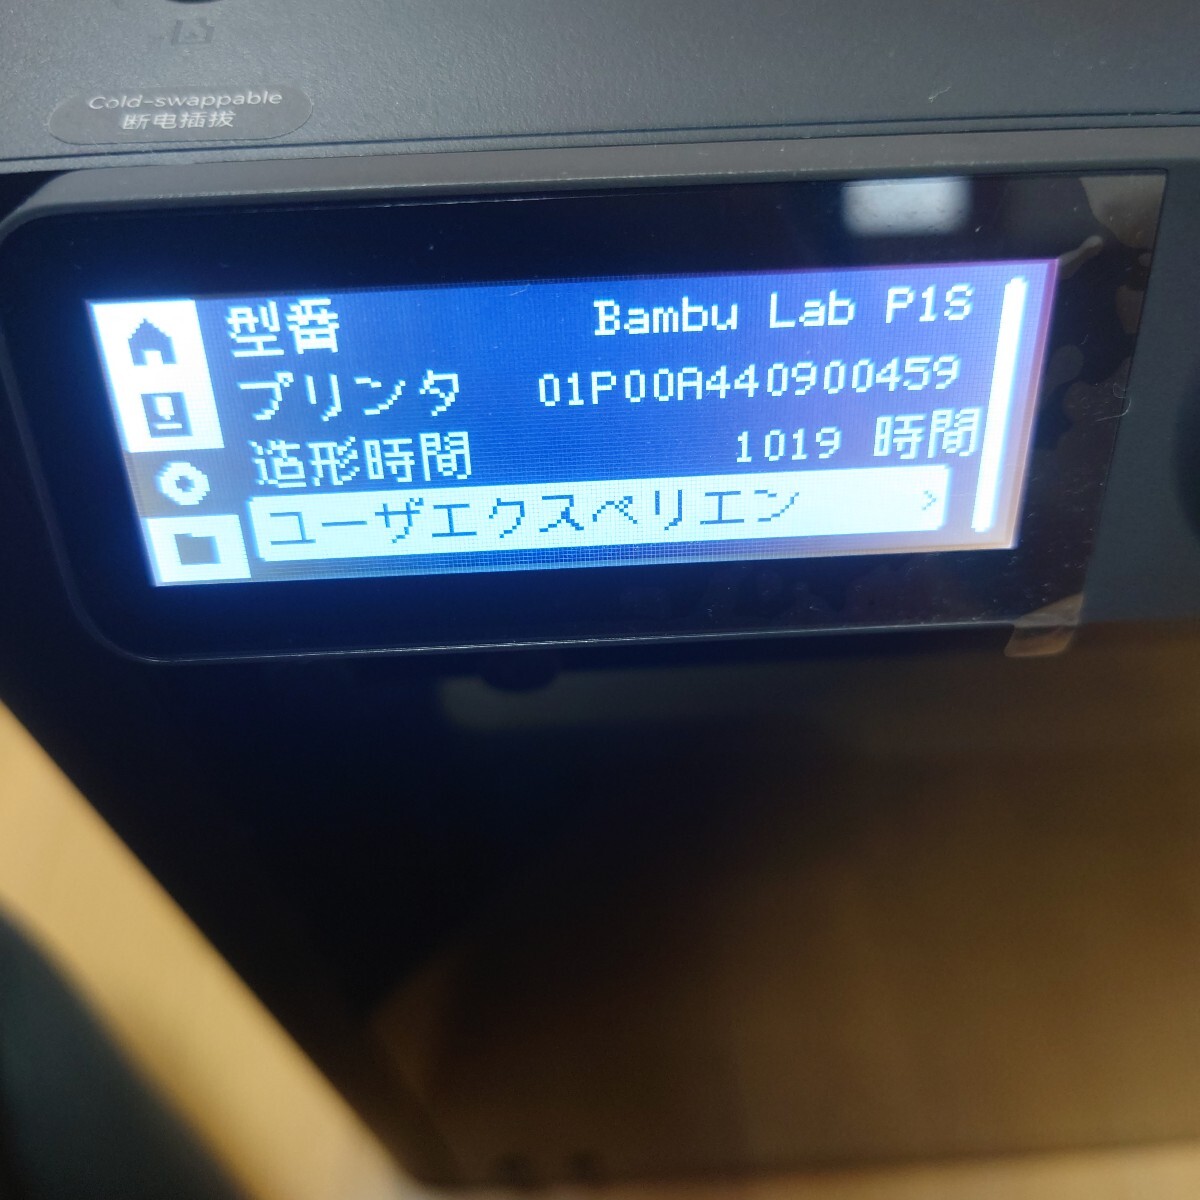 Cold-swappable
断电插拔
型番 Bambu Lab P1S
プリンタ 01P00A440900459
造形時間 1019 時間
ユーザエクスペリエン >